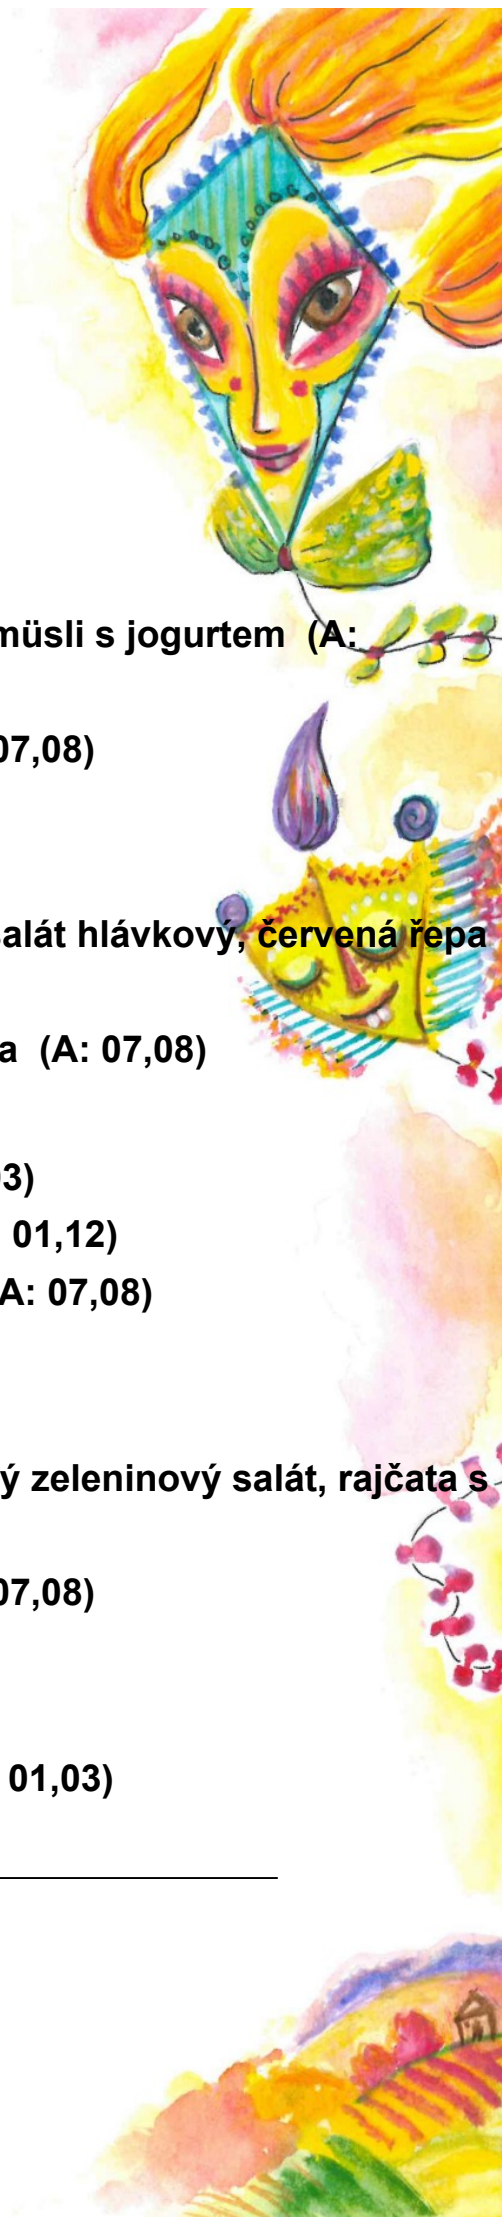 müsli s jogurtem  (A:
07,08)
salát hlávkový, červená řepa
a  (A: 07,08)
03)
01,12)
(A: 07,08)
ý zeleninový salát, rajčata s
07,08)
01,03)